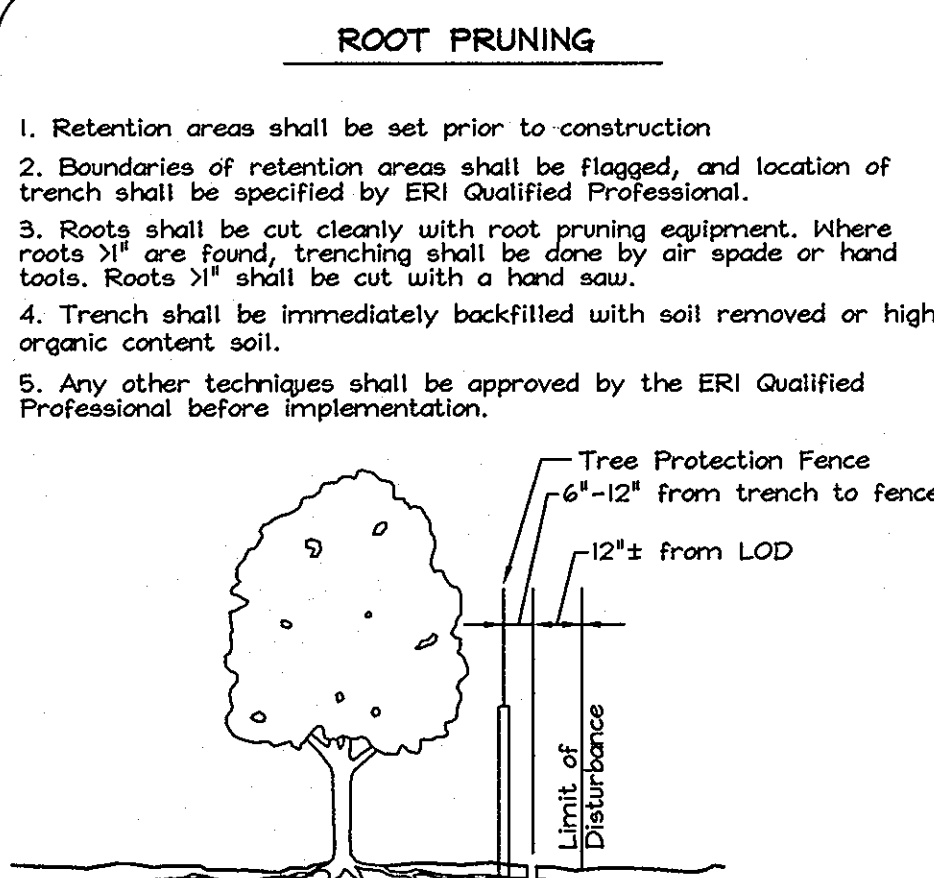 ROOT PRUNING
1. Retention areas shall be set prior to construction
2. Boundaries of retention areas shall be flagged, and location of
trench shall be specified by ERI Qualified Professional.
3. Roots shall be cut cleanly with root pruning equipment. Where
roots >1" are found, trenching shall be done by air spade or hand
tools. Roots >1" shall be cut with a hand saw.
4. Trench shall be immediately backfilled with soil removed or high
organic content soil.
5. Any other techniques shall be approved by the ERI Qualified
Professional before implementation.
Tree Protection Fence
6"-12" from trench to fence
12"± from LOD
Limit of
Disturbance